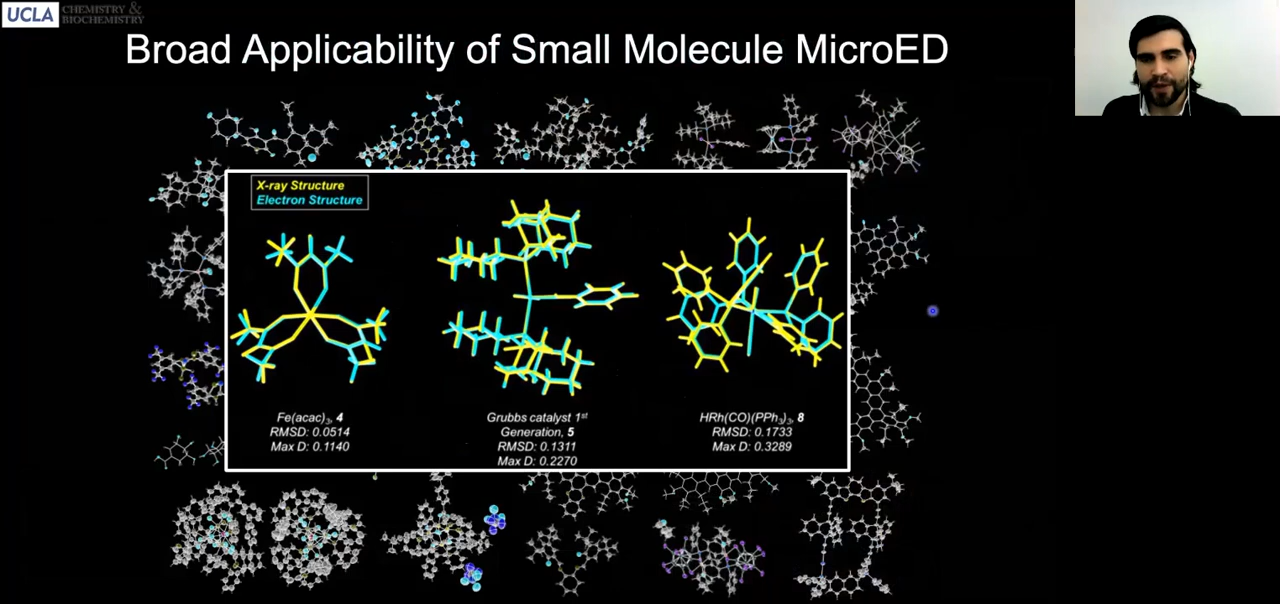 UCLA CHEMISTRY &
BIOCHEMISTRY
Broad Applicability of Small Molecule MicroED
X-ray Structure
Electron Structure
Fe(acac)₃, 4
RMSD: 0.0514
Max D: 0.1140
Grubbs catalyst 1ˢᵗ
Generation, 5
RMSD: 0.1311
Max D: 0.2270
HRh(CO)(PPh₃)₃, 8
RMSD: 0.1733
Max D: 0.3289